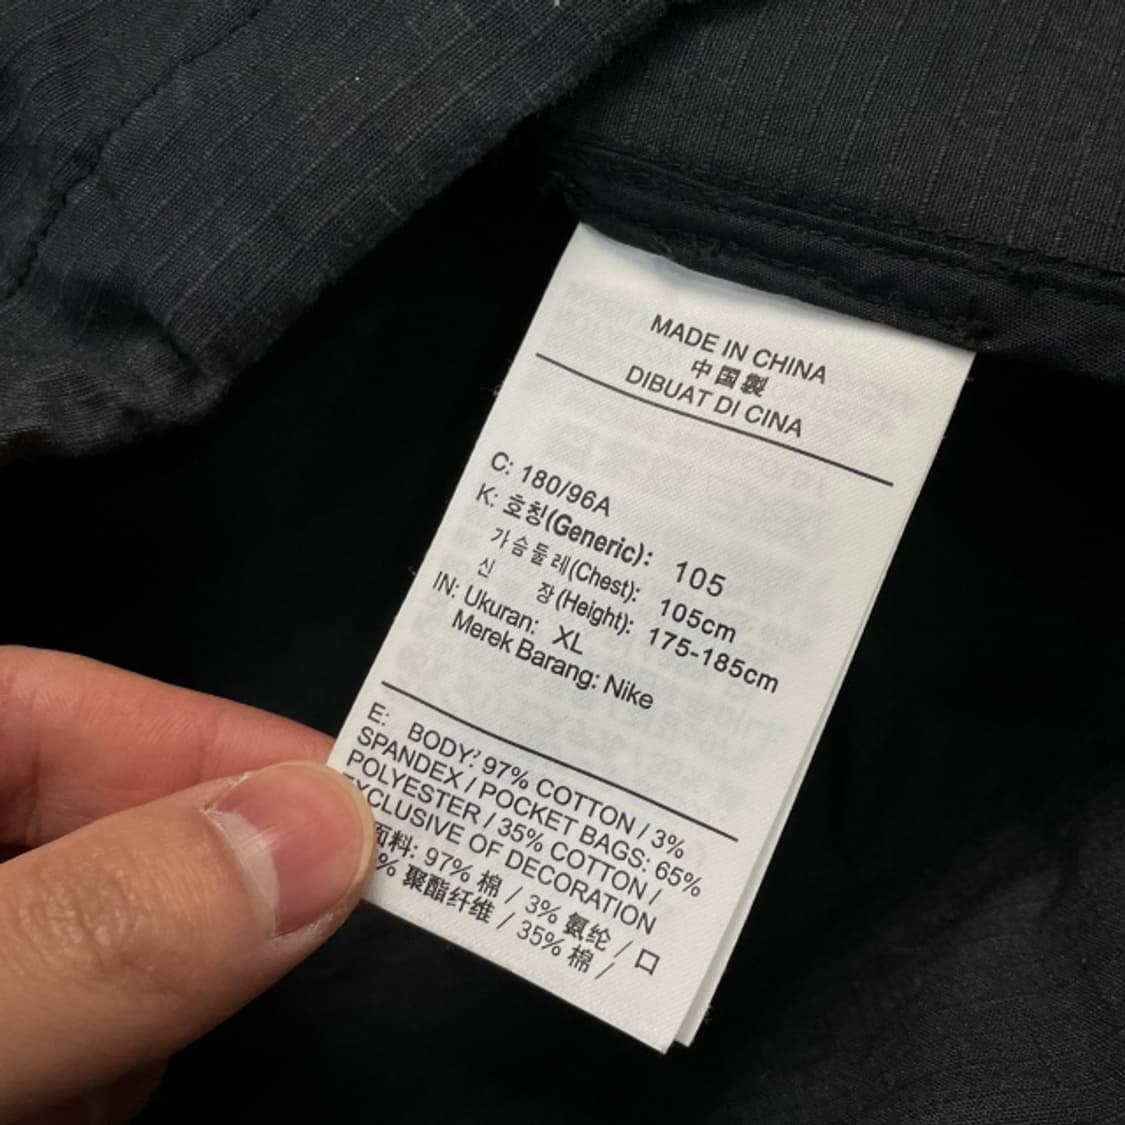 MADE IN CHINA
中国製
DIBUAT DI CINA
C: 180/96A
K: 호칭(Generic): 105
가슴둘레(Chest): 105cm
신 장(Height): 175-185cm
IN: Ukuran: XL
Merek Barang: Nike
E: BODY: 97% COTTON / 3%
SPANDEX / POCKET BAGS: 65%
POLYESTER / 35% COTTON /
EXCLUSIVE OF DECORATION
面料: 97% 棉 / 3% 氨纶 / 口
% 聚酯纤维 / 35% 棉 /